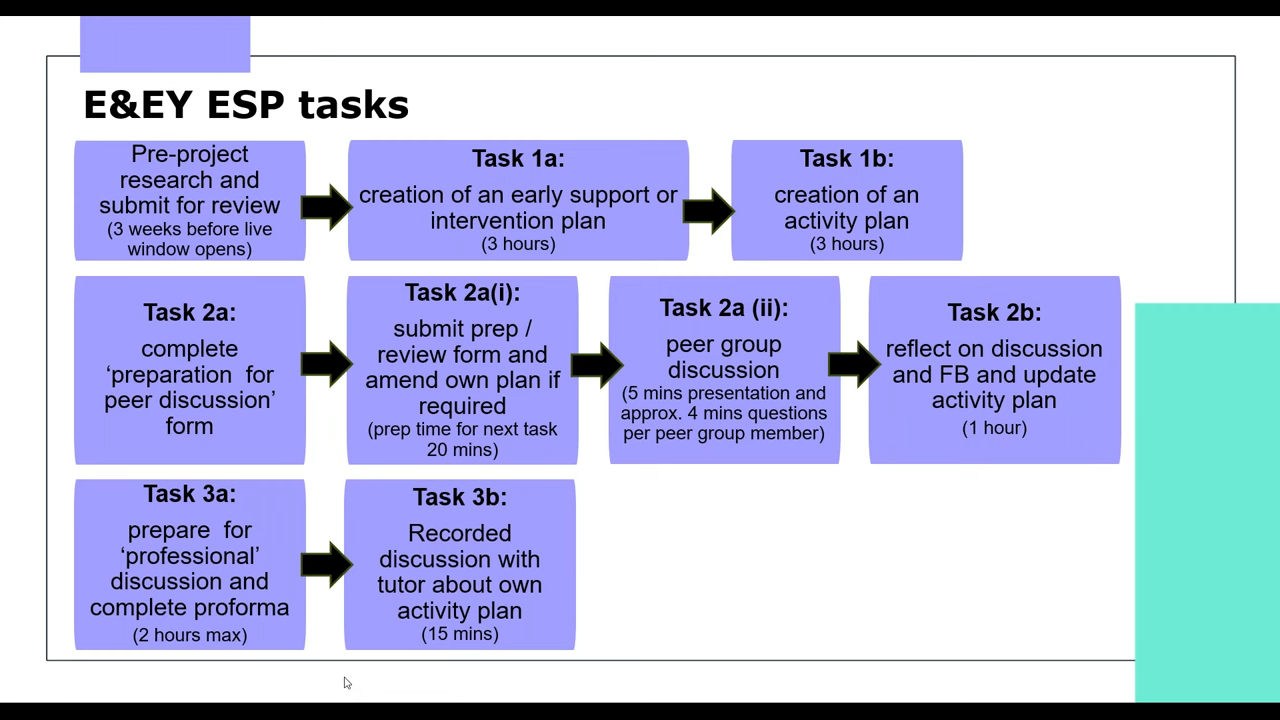 E&EY ESP tasks
Pre-project
research and
submit for review
(3 weeks before live
window opens)
Task 1a:
creation of an early support or
intervention plan
(3 hours)
Task 1b:
creation of an
activity plan
(3 hours)
Task 2a:
complete
‘preparation for
peer discussion’
form
Task 2a(i):
submit prep /
review form and
amend own plan if
required
(prep time for next task
20 mins)
Task 2a (ii):
peer group
discussion
(5 mins presentation and
approx. 4 mins questions
per peer group member)
Task 2b:
reflect on discussion
and FB and update
activity plan
(1 hour)
Task 3a:
prepare for
‘professional’
discussion and
complete proforma
(2 hours max)
Task 3b:
Recorded
discussion with
tutor about own
activity plan
(15 mins)